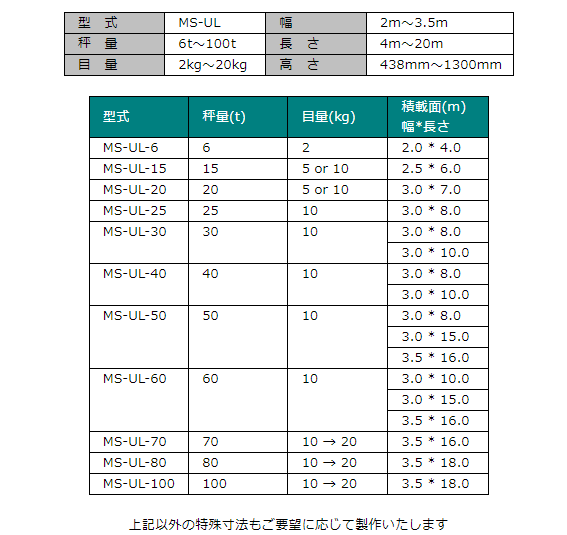 型　式 MS-UL 幅 2m～3.5m
秤　量 6t～100t 長　さ 4m～20m
目　量 2kg～20kg 高　さ 438mm～1300mm
型式 秤量(t) 目量(kg) 積載面(m)
幅*長さ
MS-UL-6 6 2 2.0 * 4.0
MS-UL-15 15 5 or 10 2.5 * 6.0
MS-UL-20 20 5 or 10 3.0 * 7.0
MS-UL-25 25 10 3.0 * 8.0
MS-UL-30 30 10 3.0 * 8.0
3.0 * 10.0
MS-UL-40 40 10 3.0 * 8.0
3.0 * 10.0
MS-UL-50 50 10 3.0 * 8.0
3.0 * 15.0
3.5 * 16.0
MS-UL-60 60 10 3.0 * 10.0
3.0 * 15.0
3.5 * 16.0
MS-UL-70 70 10 → 20 3.5 * 16.0
MS-UL-80 80 10 → 20 3.5 * 18.0
MS-UL-100 100 10 → 20 3.5 * 18.0
上記以外の特殊寸法もご要望に応じて製作いたします